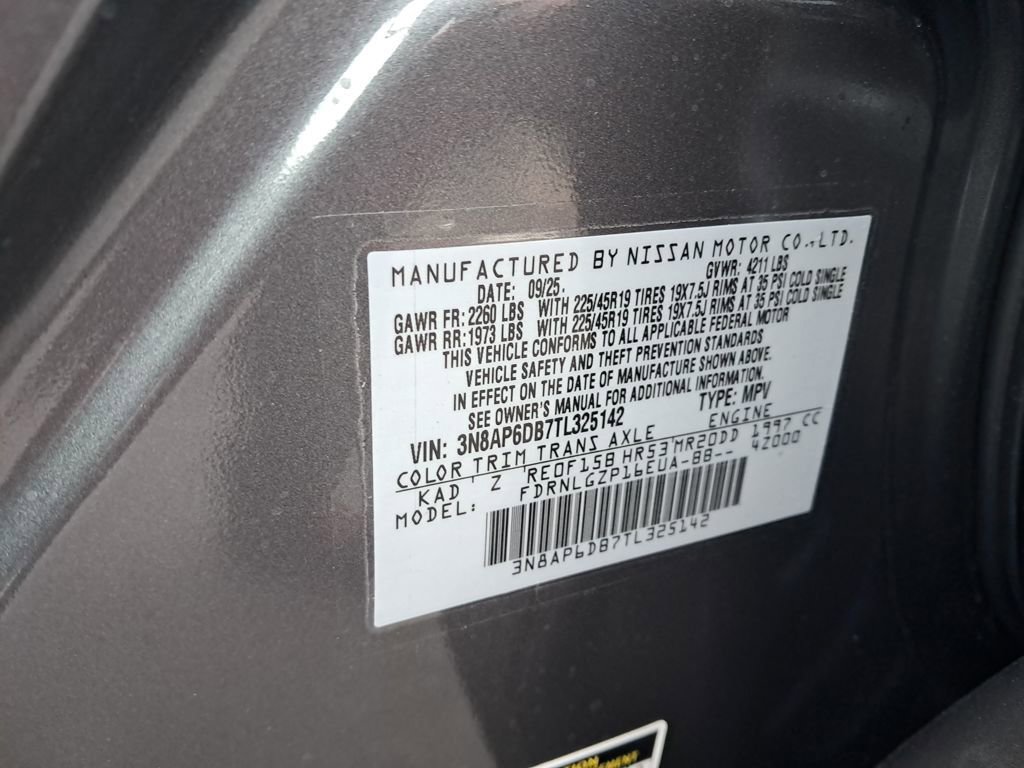 MANUFACTURED BY NISSAN MOTOR CO., LTD.
DATE: 09/25. GVWR: 4211 LBS
GAWR FR: 2260 LBS WITH 225/45R19 TIRES 19X7.5J RIMS AT 35 PSI COLD SINGLE
GAWR RR: 1973 LBS WITH 225/45R19 TIRES 19X7.5J RIMS AT 35 PSI COLD SINGLE
THIS VEHICLE CONFORMS TO ALL APPLICABLE FEDERAL MOTOR
VEHICLE SAFETY AND THEFT PREVENTION STANDARDS
IN EFFECT ON THE DATE OF MANUFACTURE SHOWN ABOVE.
SEE OWNER'S MANUAL FOR ADDITIONAL INFORMATION.
VIN: 3N8AP6DB7TL325142 TYPE: MPV
COLOR TRIM TRANS AXLE ENGINE
KAD Z RE0F15B HR53 MR20DD 1997 CC
MODEL: FDRNLGZP16EUA-BB-- 42000
3N8AP6DB7TL325142